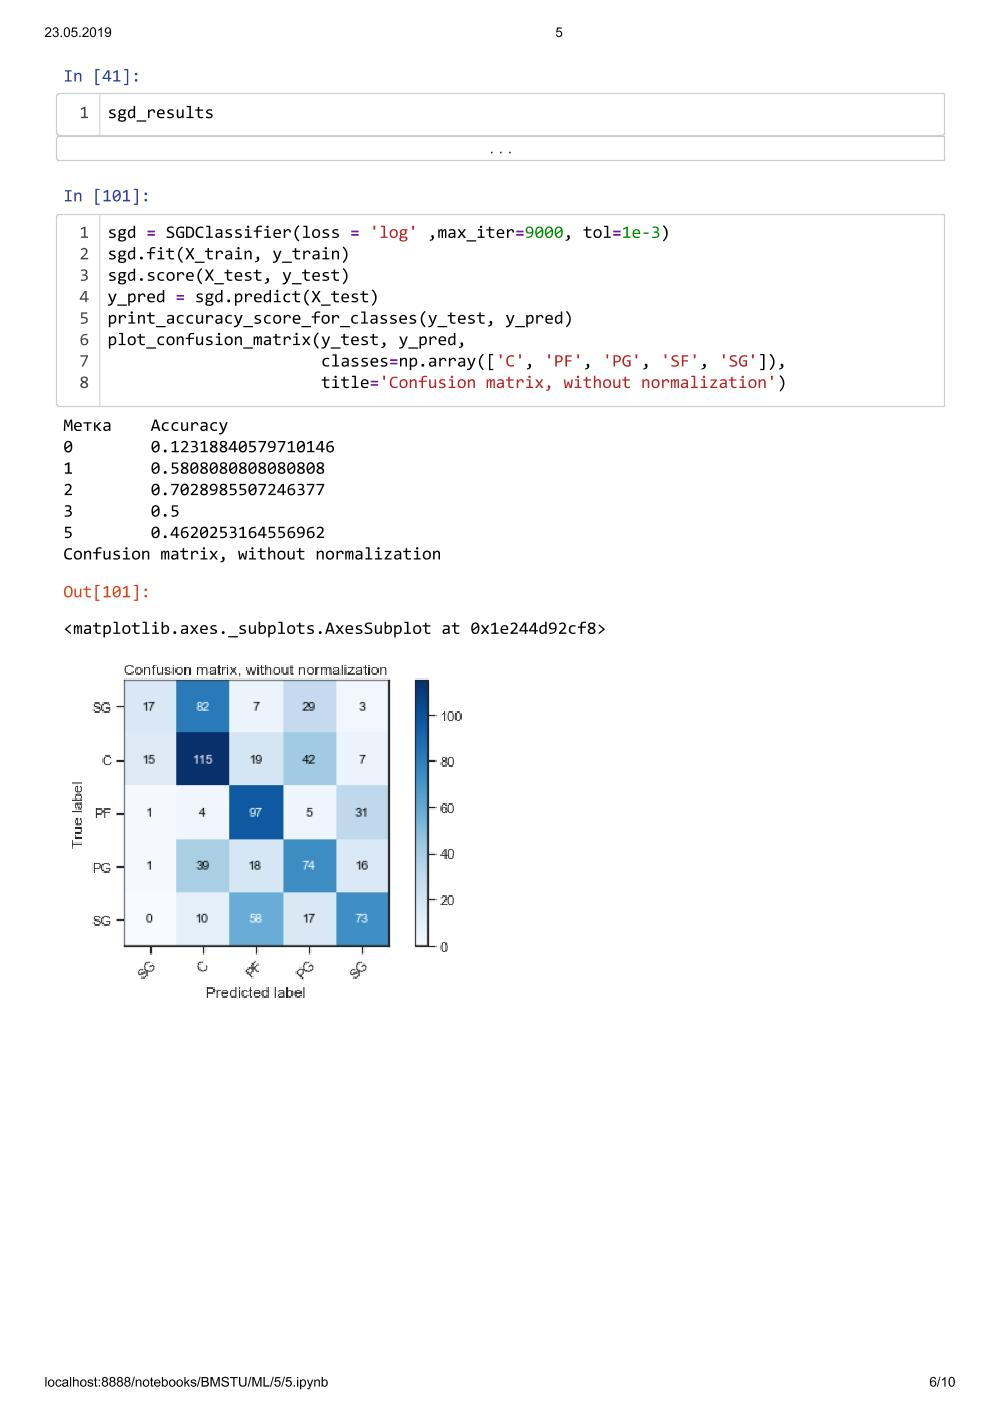 23.05.2019 5
In [41]:
1 sgd_results
...
In [101]:
1 sgd = SGDClassifier(loss = 'log' ,max_iter=9000, tol=1e-3)
2 sgd.fit(X_train, y_train)
3 sgd.score(X_test, y_test)
4 y_pred = sgd.predict(X_test)
5 print_accuracy_score_for_classes(y_test, y_pred)
6 plot_confusion_matrix(y_test, y_pred,
7 classes=np.array(['C', 'PF', 'PG', 'SF', 'SG']),
8 title='Confusion matrix, without normalization')
Метка Accuracy
0 0.12318840579710146
1 0.5808080808080808
2 0.7028985507246377
3 0.5
5 0.4620253164556962
Confusion matrix, without normalization
Out[101]:
<matplotlib.axes._subplots.AxesSubplot at 0x1e244d92cf8>
Confusion matrix, without normalization
SG 17 82 7 29 3
C 15 115 19 42 7
PF 1 4 97 5 31
PG 1 39 18 74 16
SG 0 10 58 17 73
True label
SG C PF PG SG
Predicted label
100
80
60
40
20
0
localhost:8888/notebooks/BMSTU/ML/5/5.ipynb 6/10